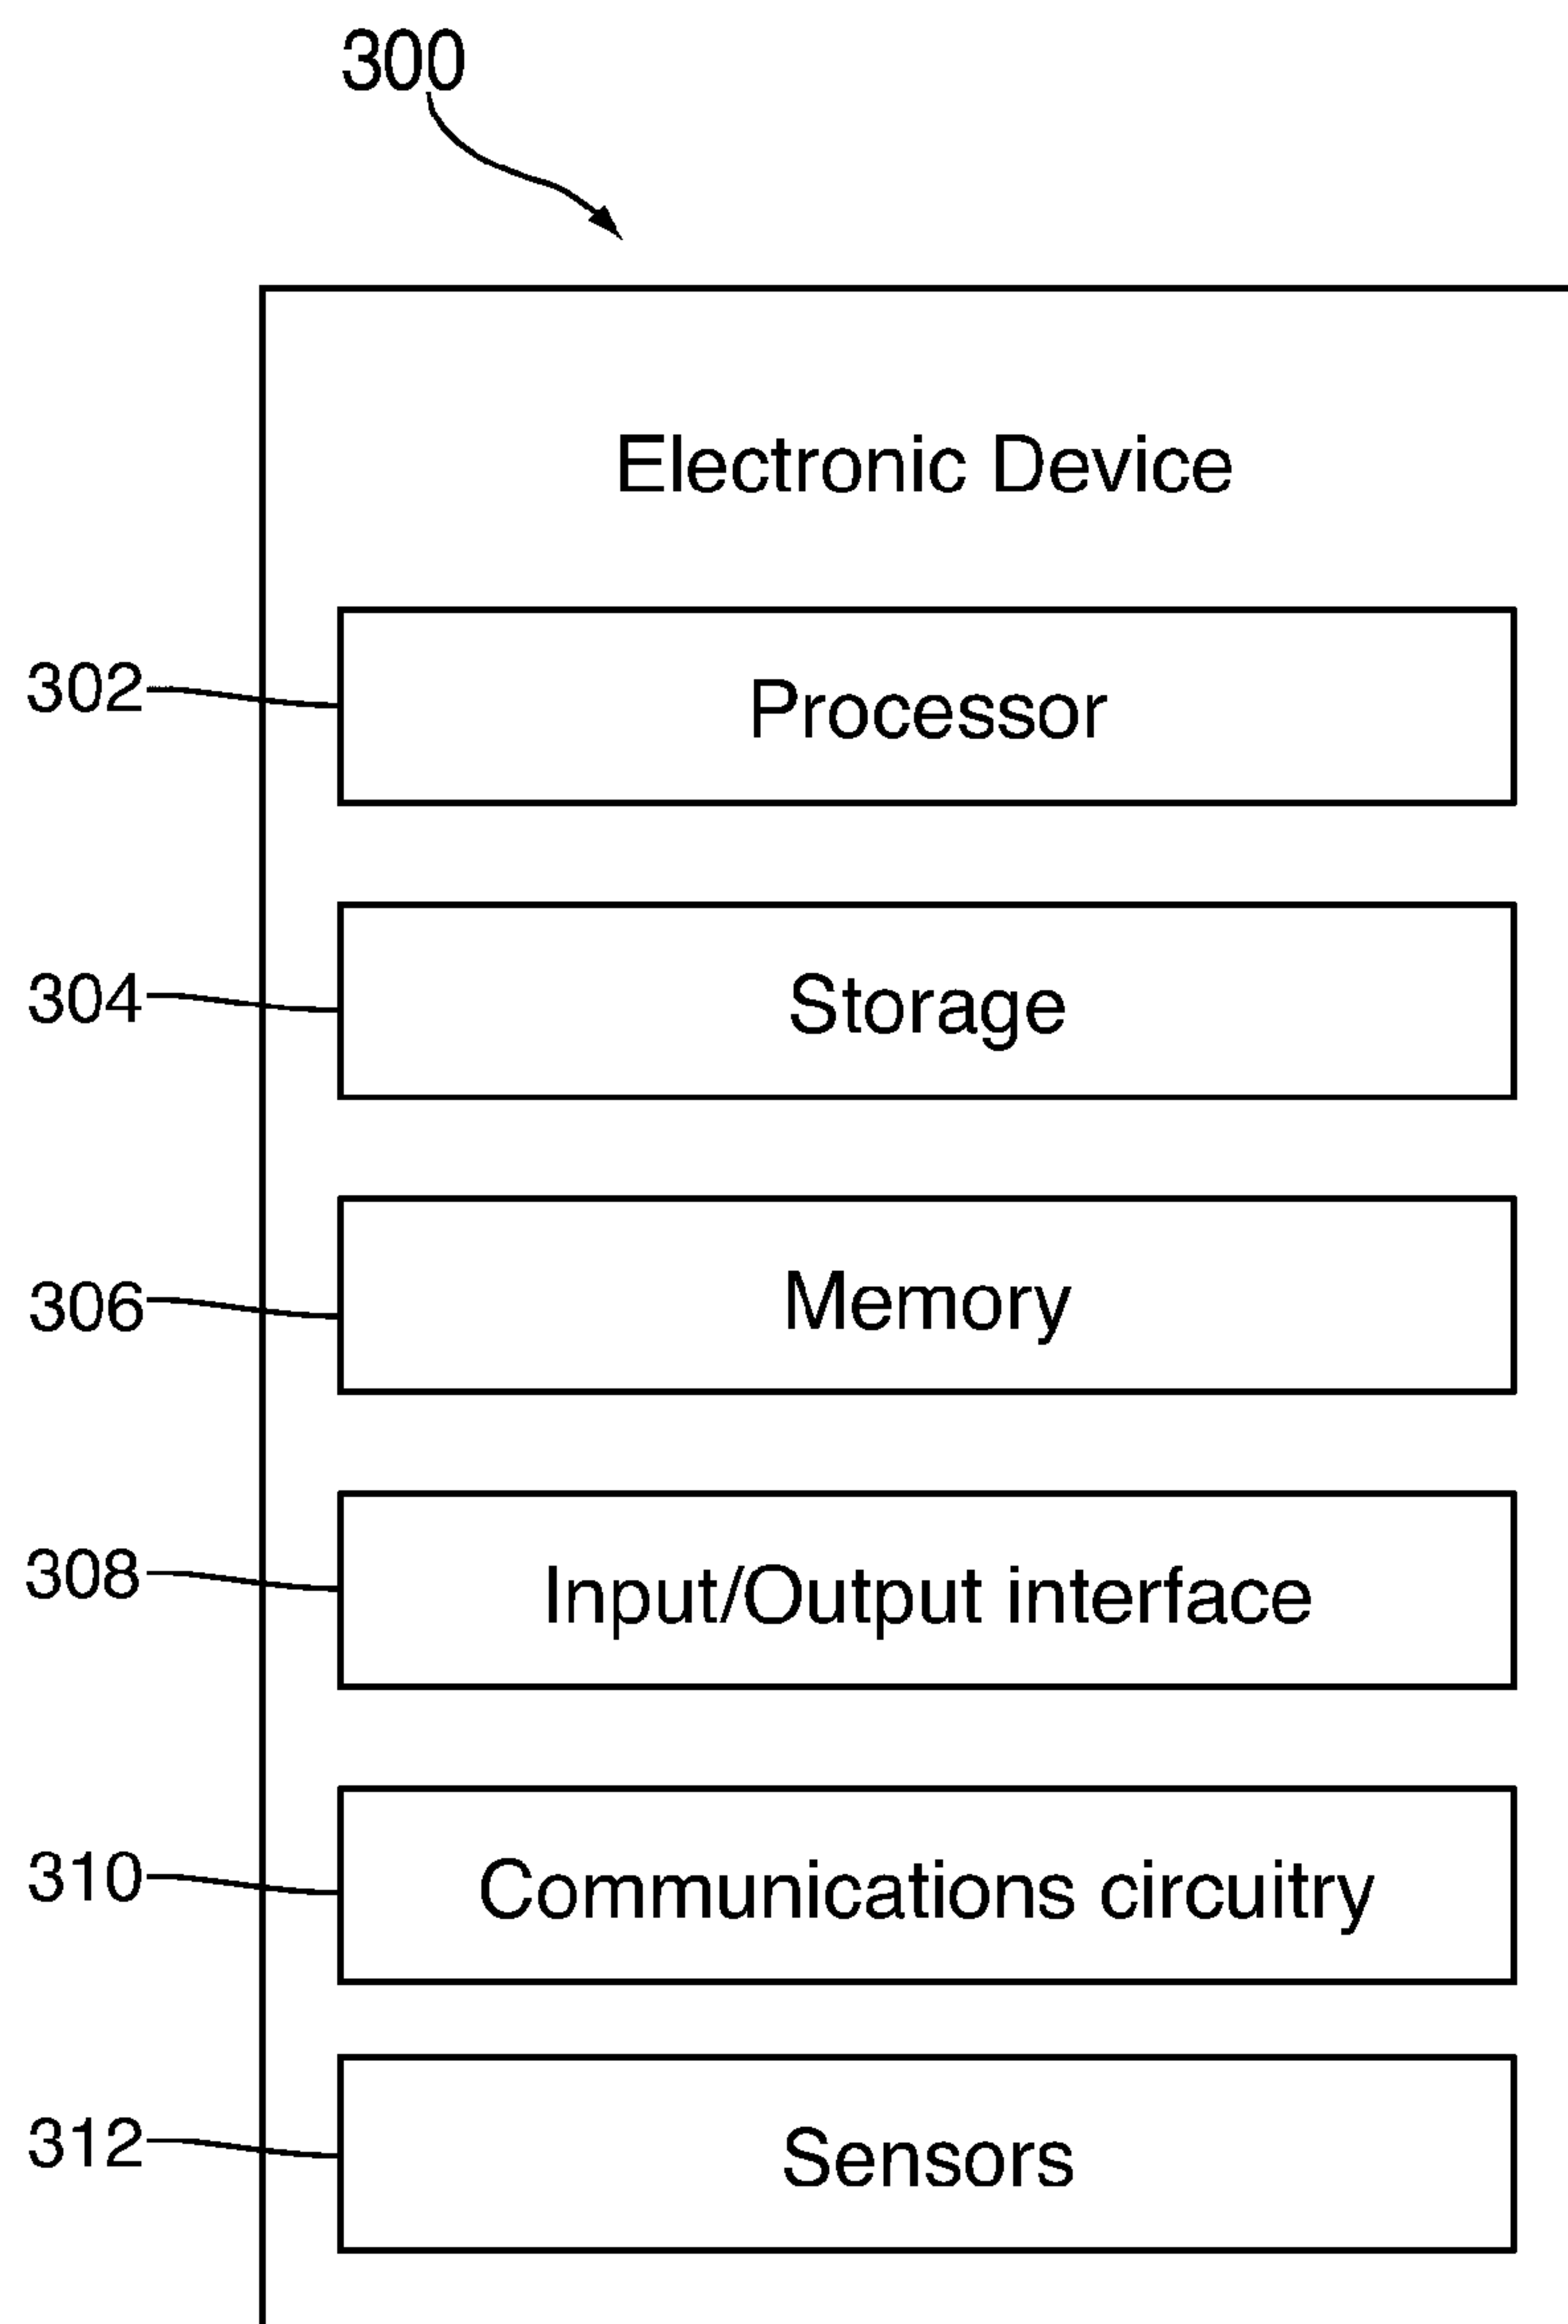 300
Electronic Device
302
Processor
304
Storage
306
Memory
308
Input/Output interface
310
Communications circuitry
312
Sensors